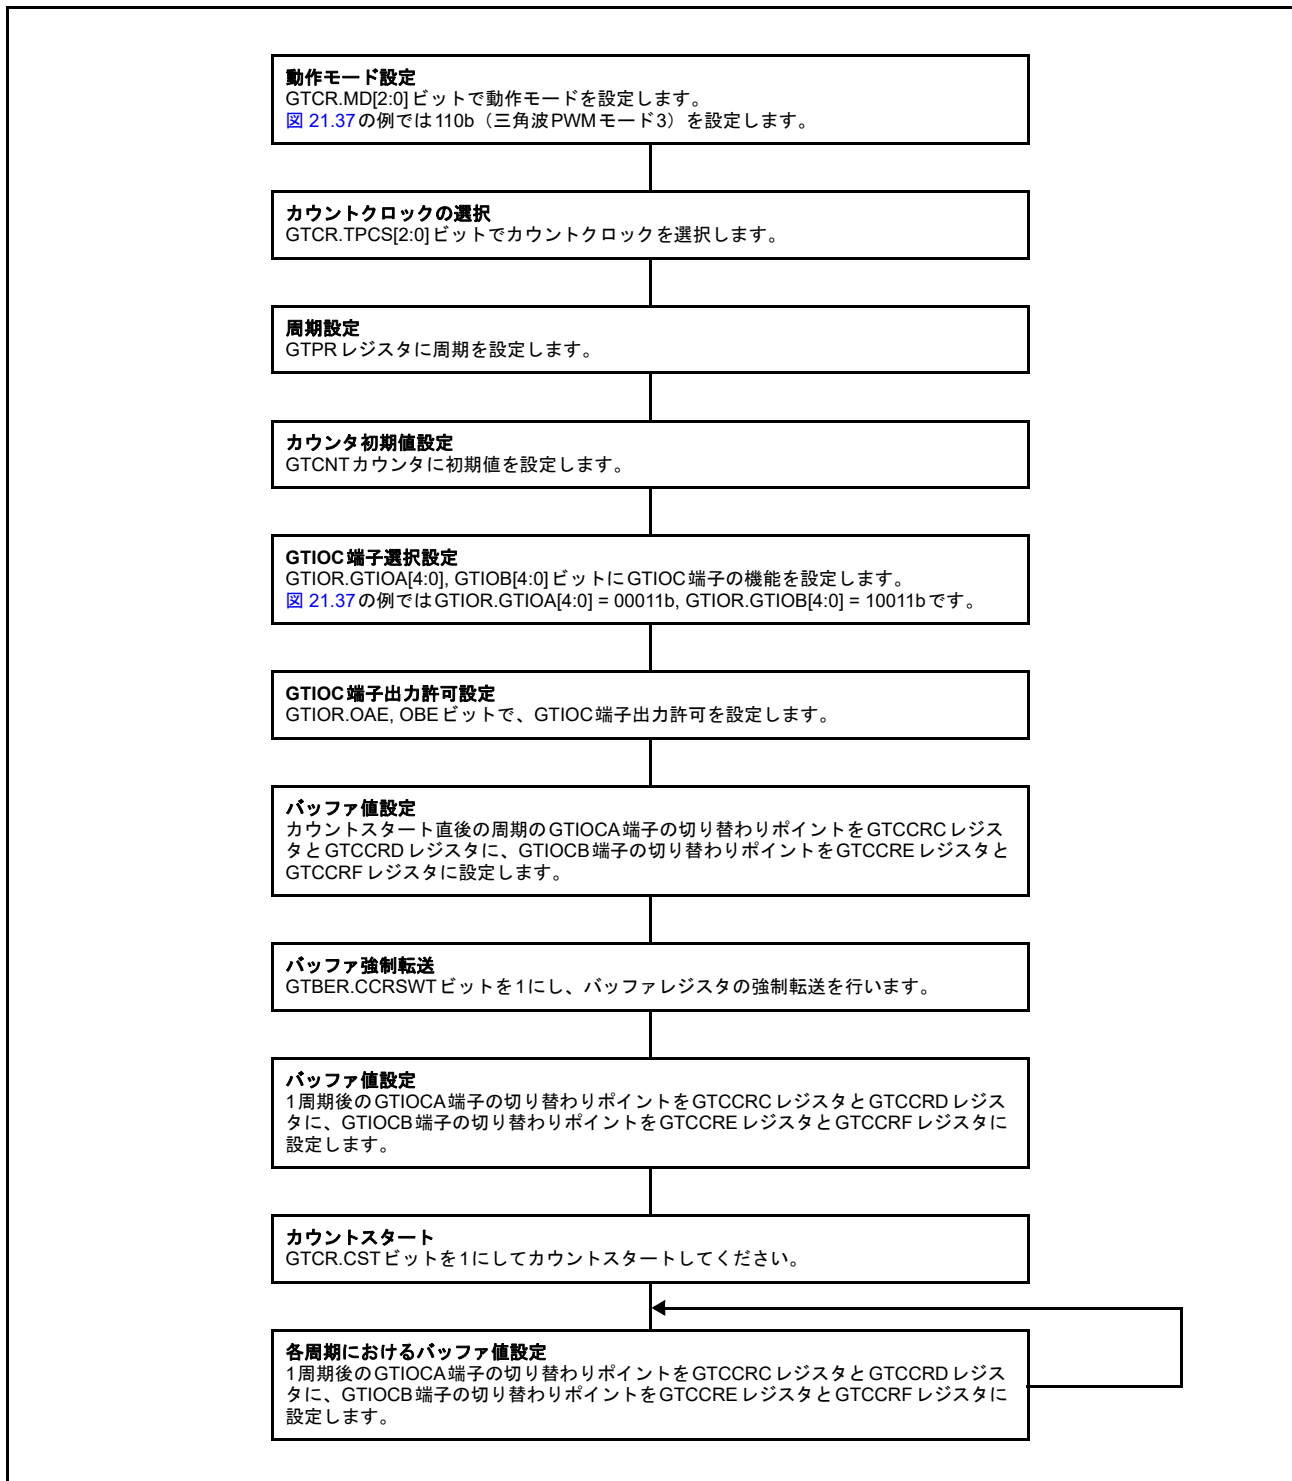 動作モード設定
GTCR.MD[2:0]ビットで動作モードを設定します。
図 21.37の例では110b（三角波PWMモード3）を設定します。
カウントクロックの選択
GTCR.TPCS[2:0]ビットでカウントクロックを選択します。
周期設定
GTPRレジスタに周期を設定します。
カウンタ初期値設定
GTCNTカウンタに初期値を設定します。
GTIOC端子選択設定
GTIOR.GTIOA[4:0], GTIOB[4:0]ビットにGTIOC端子の機能を設定します。
図 21.37の例ではGTIOR.GTIOA[4:0] = 00011b, GTIOR.GTIOB[4:0] = 10011bです。
GTIOC端子出力許可設定
GTIOR.OAE, OBEビットで、GTIOC端子出力許可を設定します。
バッファ値設定
カウントスタート直後の周期のGTIOCA端子の切り替わりポイントをGTCCRCレジス
タとGTCCRDレジスタに、GTIOCB端子の切り替わりポイントをGTCCREレジスタと
GTCCRFレジスタに設定します。
バッファ強制転送
GTBER.CCRSWTビットを1にし、バッファレジスタの強制転送を行います。
バッファ値設定
1周期後のGTIOCA端子の切り替わりポイントをGTCCRCレジスタとGTCCRDレジス
タに、GTIOCB端子の切り替わりポイントをGTCCREレジスタとGTCCRFレジスタに
設定します。
カウントスタート
GTCR.CSTビットを1にしてカウントスタートしてください。
各周期におけるバッファ値設定
1周期後のGTIOCA端子の切り替わりポイントをGTCCRCレジスタとGTCCRDレジス
タに、GTIOCB端子の切り替わりポイントをGTCCREレジスタとGTCCRFレジスタに
設定します。